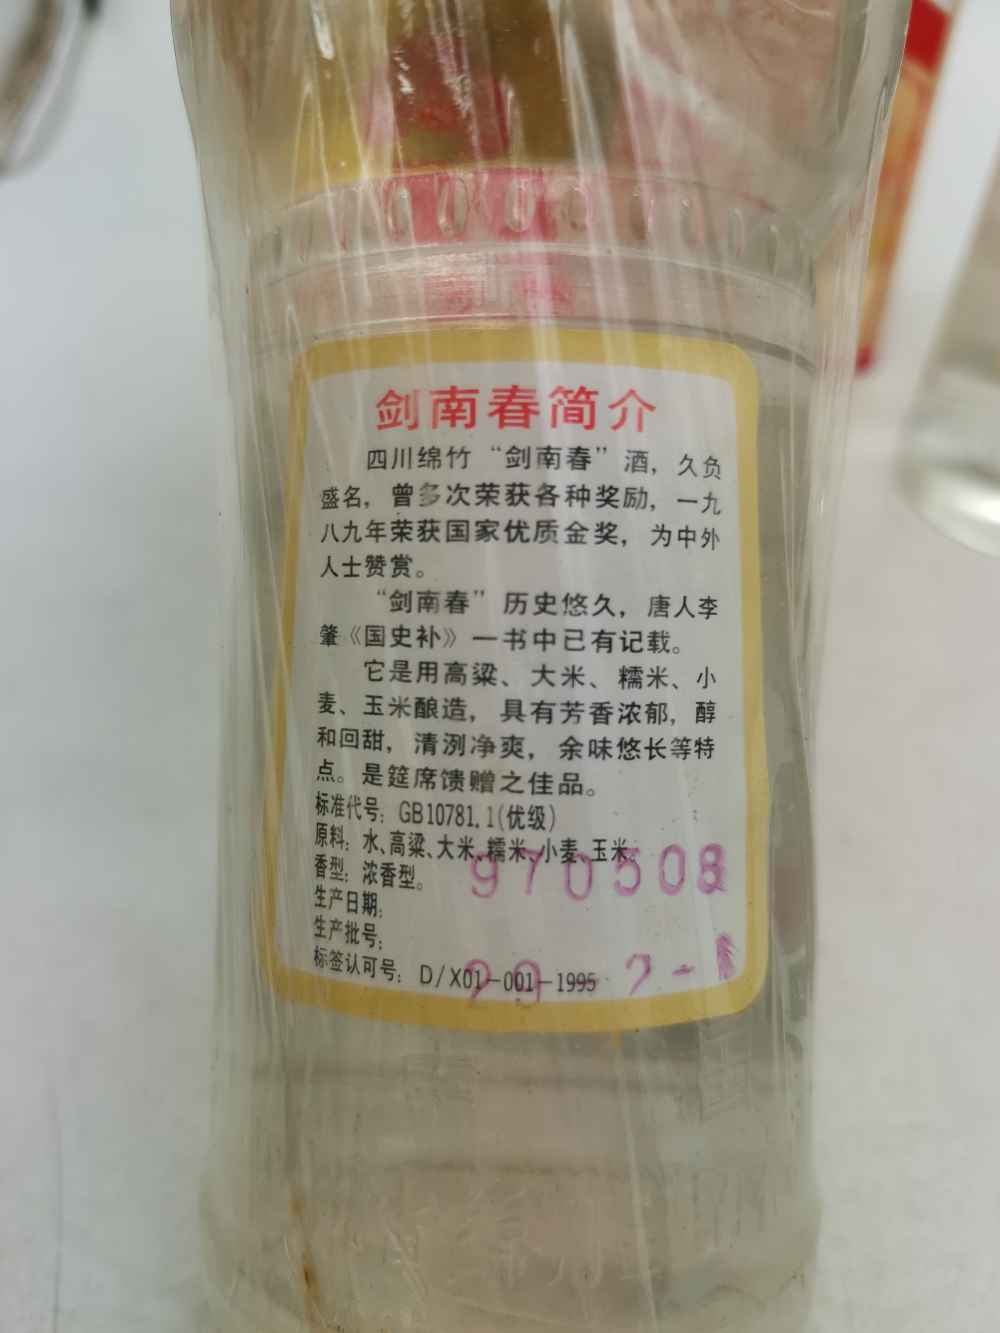 剑南春简介
四川绵竹“剑南春”酒，久负
盛名，曾多次荣获各种奖励，一九
八九年荣获国家优质金奖，为中外
人士赞赏。
“剑南春”历史悠久，唐人李
肇《国史补》一书中已有记载。
它是用高粱、大米、糯米、小
麦、玉米酿造，具有芳香浓郁，醇
和回甜，清洌净爽，余味悠长等特
点。是筵席馈赠之佳品。
标准代号：GB10781.1(优级)
原料：水、高粱、大米、糯米、小麦、玉米。
香型：浓香型。
970508
生产日期：
生产批号：
标签认可号：D/X01-001-1995